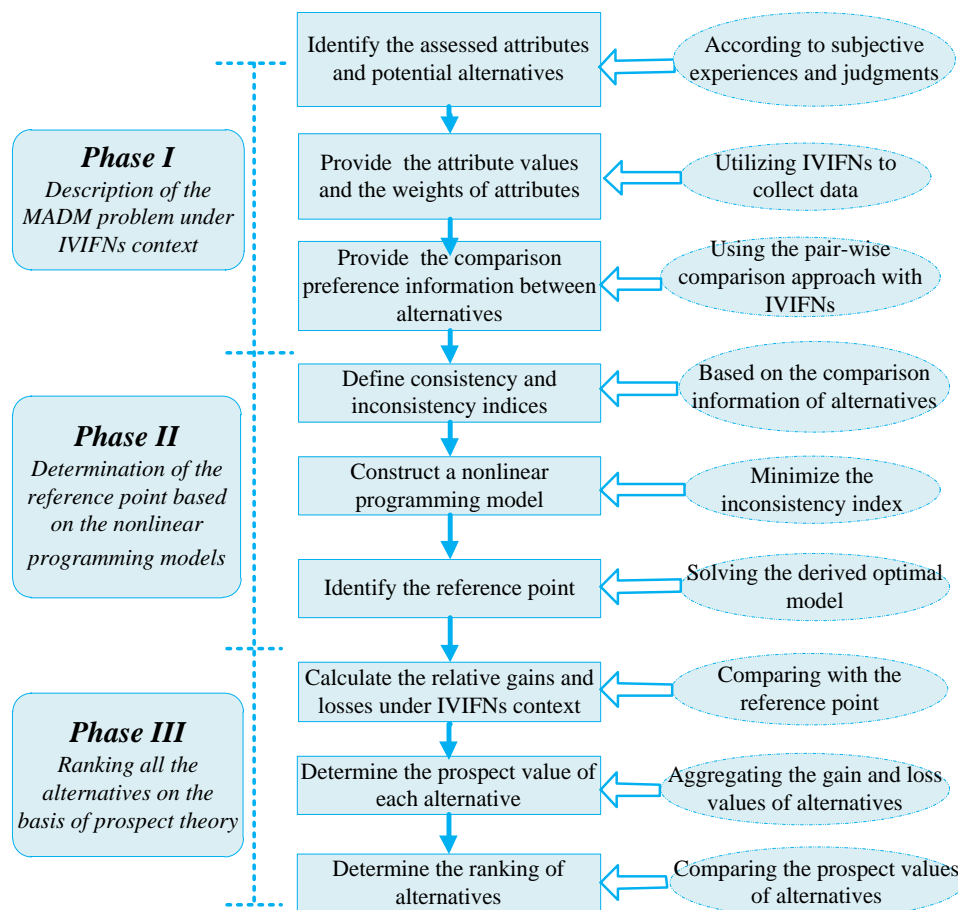 Identify the assessed attributes
and potential alternatives
According to subjective
experiences and judgments
Phase I
Description of the
MADM problem under
IVIFNs context
Provide the attribute values
and the weights of attributes
Utilizing IVIFNs to
collect data
Provide the comparison
preference information between
alternatives
Using the pair-wise
comparison approach with
IVIFNs
Define consistency and
inconsistency indices
Based on the comparison
information of alternatives
Phase II
Determination of the
reference point based
on the nonlinear
programming models
Construct a nonlinear
programming model
Minimize the
inconsistency index
Identify the reference point
Solving the derived optimal
model
Calculate the relative gains and
losses under IVIFNs context
Comparing with the
reference point
Phase III
Ranking all the
alternatives on the
basis of prospect theory
Determine the prospect value of
each alternative
Aggregating the gain and loss
values of alternatives
Determine the ranking of
alternatives
Comparing the prospect values
of alternatives